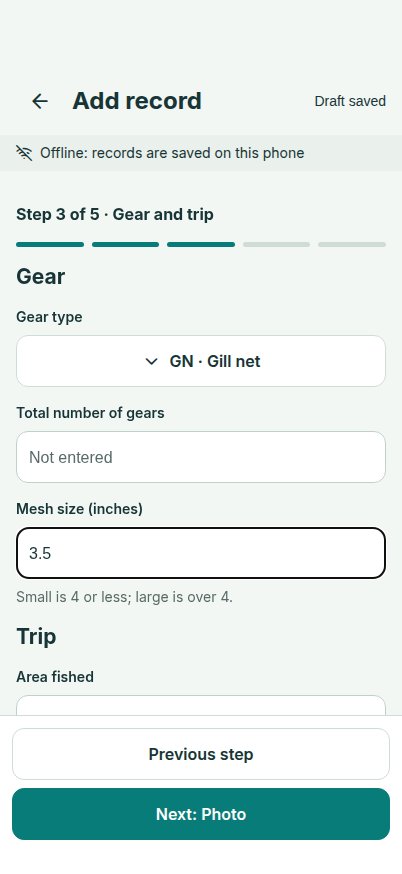 Add record
Draft saved
Offline: records are saved on this phone
Step 3 of 5 · Gear and trip
Gear
Gear type
GN · Gill net
Total number of gears
Not entered
Mesh size (inches)
3.5
Small is 4 or less; large is over 4.
Trip
Area fished
Previous step
Next: Photo